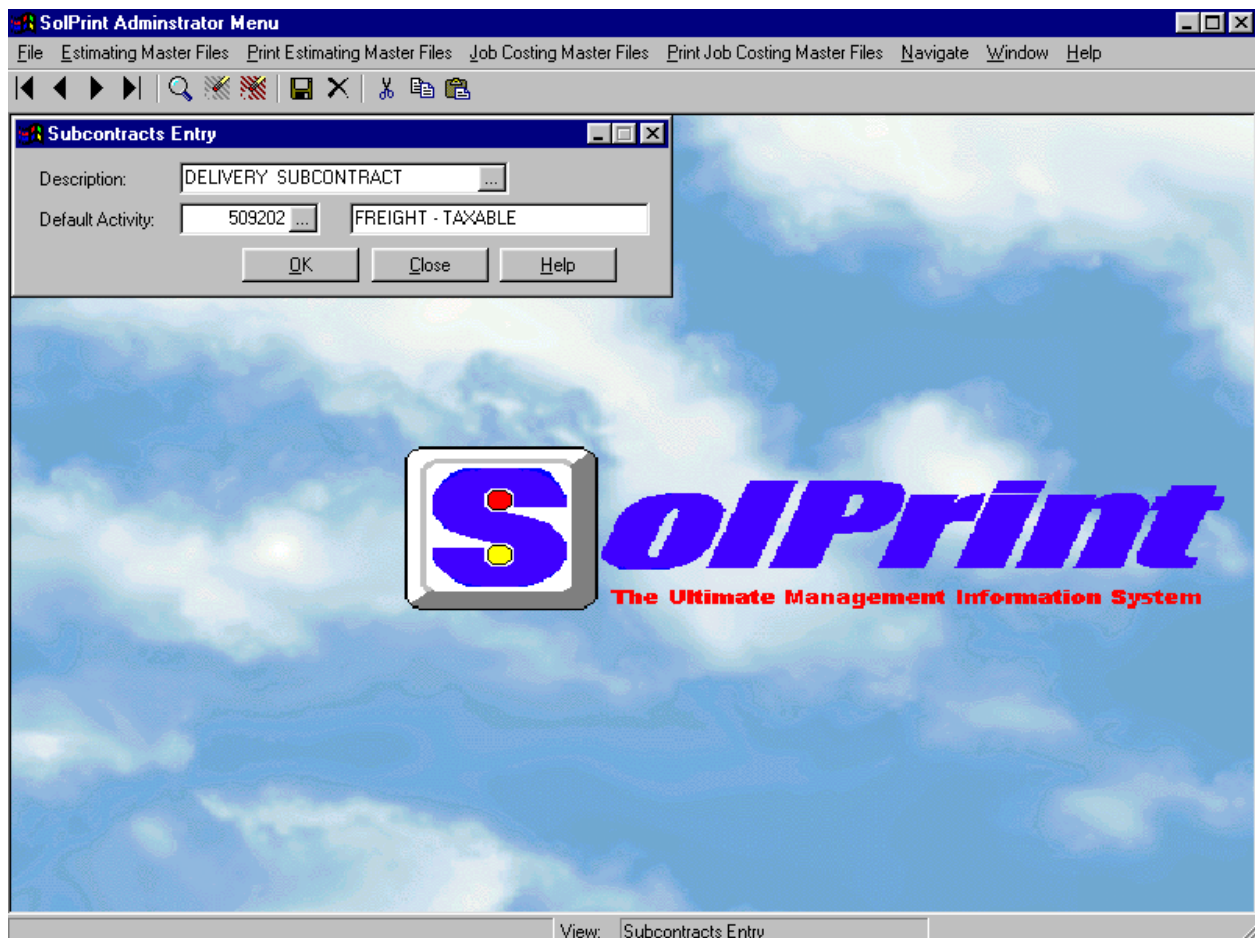 SolPrint Adminstrator Menu
File Estimating Master Files Print Estimating Master Files Job Costing Master Files Print Job Costing Master Files Navigate Window Help
Subcontracts Entry
Description: DELIVERY SUBCONTRACT ...
Default Activity: 509202 ... FREIGHT - TAXABLE
OK Close Help
SolPrint
The Ultimate Management Information System
View: Subcontracts Entry